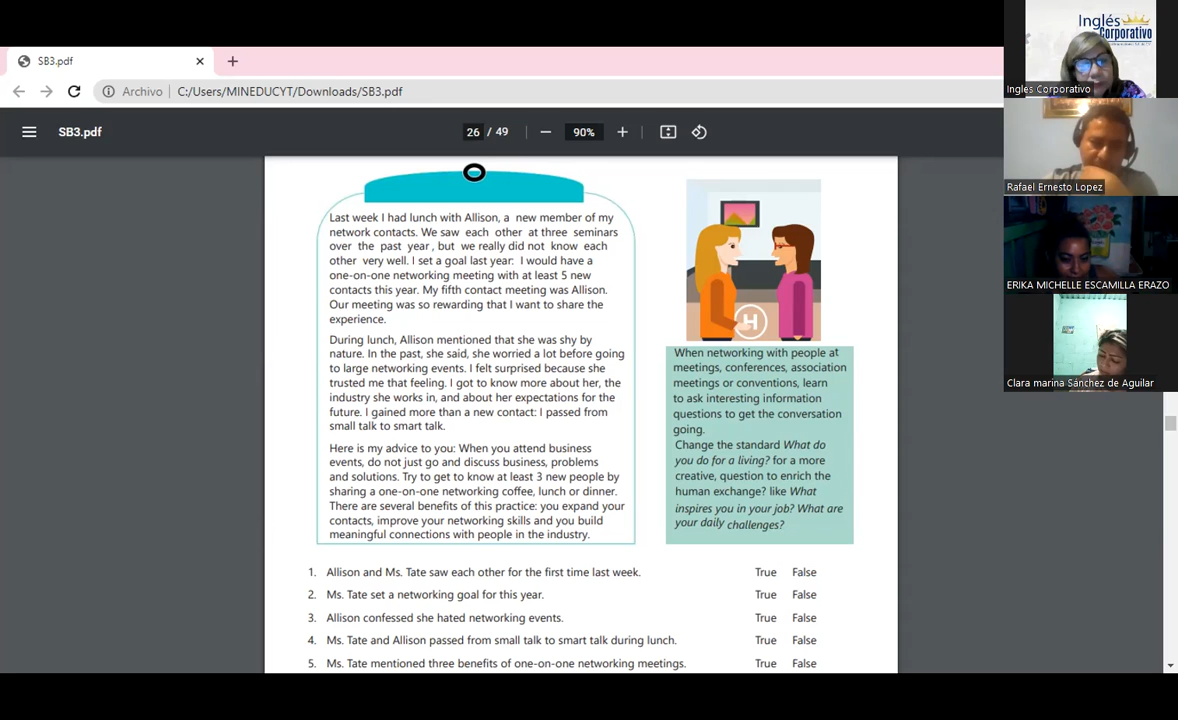 SB3.pdf
Archivo
C:/Users/MINEDUCYT/Downloads/SB3.pdf
SB3.pdf
26 / 49
90%
Last week I had lunch with Allison, a new member of my
network contacts. We saw each other at three seminars
over the past year, but we really did not know each
other very well. I set a goal last year: I would have a
one-on-one networking meeting with at least 5 new
contacts this year. My fifth contact meeting was Allison.
Our meeting was so rewarding that I want to share the
experience.
During lunch, Allison mentioned that she was shy by
nature. In the past, she said, she worried a lot before going
to large networking events. I felt surprised because she
trusted me that feeling. I got to know more about her, the
industry she works in, and about her expectations for the
future. I gained more than a new contact: I passed from
small talk to smart talk.
Here is my advice to you: When you attend business
events, do not just go and discuss business, problems
and solutions. Try to get to know at least 3 new people by
sharing a one-on-one networking coffee, lunch or dinner.
There are several benefits of this practice: you expand your
contacts, improve your networking skills and you build
meaningful connections with people in the industry.
H
When networking with people at
meetings, conferences, association
meetings or conventions, learn
to ask interesting information
questions to get the conversation
going.
Change the standard What do
you do for a living? for a more
creative, question to enrich the
human exchange? like What
inspires you in your job? What are
your daily challenges?
1. Allison and Ms. Tate saw each other for the first time last week. True False
2. Ms. Tate set a networking goal for this year. True False
3. Allison confessed she hated networking events. True False
4. Ms. Tate and Allison passed from small talk to smart talk during lunch. True False
5. Ms. Tate mentioned three benefits of one-on-one networking meetings. True False
Inglés
Corporativo
Inglés Corporativo
Rafael Ernesto Lopez
ERIKA MICHELLE ESCAMILLA ERAZO
Clara marina Sánchez de Aguilar